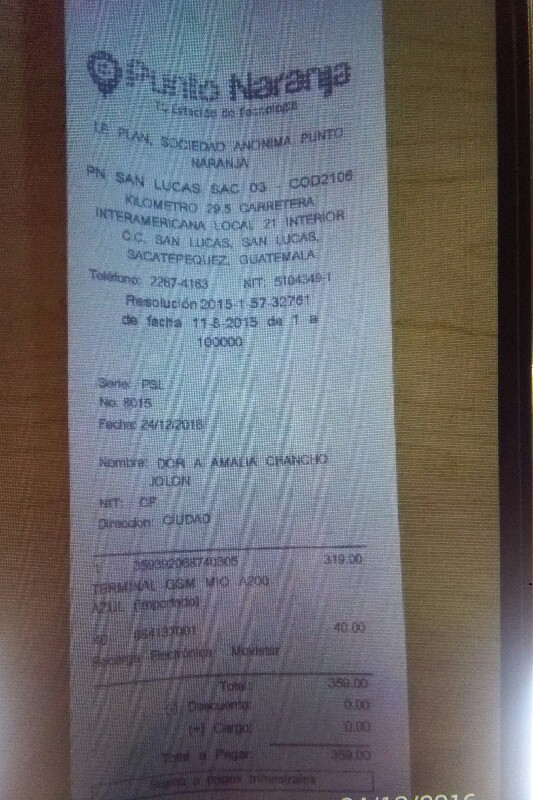 Punto Naranja
Tu Estación de Tecnología
LE PLAN, SOCIEDAD ANONIMA PUNTO
NARANJA
PN SAN LUCAS SAC 03 - COD2106
KILOMETRO 29.5 CARRETERA
INTERAMERICANA LOCAL 21 INTERIOR
C.C. SAN LUCAS, SAN LUCAS,
SACATEPEQUEZ, GUATEMALA
Teléfono: 2267-4163 NIT: 5104349-1
Resolución 2015-1-57-32761
de fecha 11-8-2015 de 1 a
100000
Serie: PSL
No. 8015
Fecha: 24/12/2016
Nombre: AMALIA CHANCHO
JOLON
NIT: CF
Direccion: CIUDAD
1 359392068740305 319.00
TERMINAL GSM MIO A200
AZUL (Importado)
40 084137001 40.00
Recarga Electrónica Movistar
Total: 359.00
(-) Descuento: 0.00
(+) Cargo: 0.00
Total a Pagar: 359.00
Sujeto a pagos trimestrales
24/12/2016